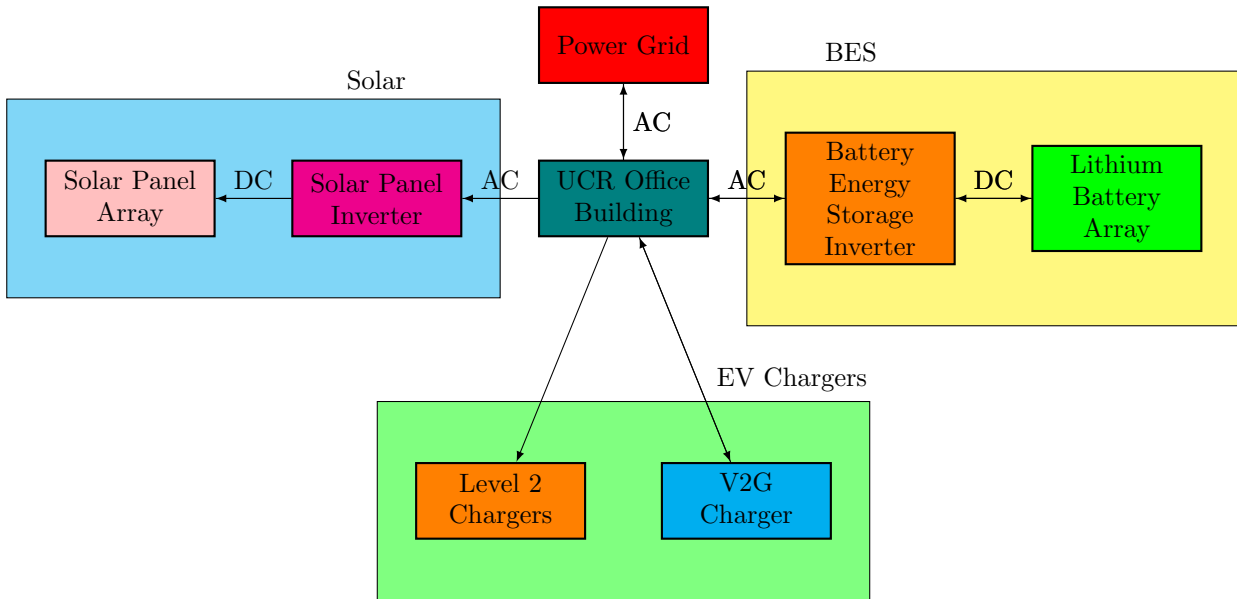 Power Grid
BES
Solar
AC
Solar Panel
Array
DC
Solar Panel
Inverter
AC
UCR Office
Building
AC
Battery
Energy
Storage
Inverter
DC
Lithium
Battery
Array
EV Chargers
Level 2
Chargers
V2G
Charger